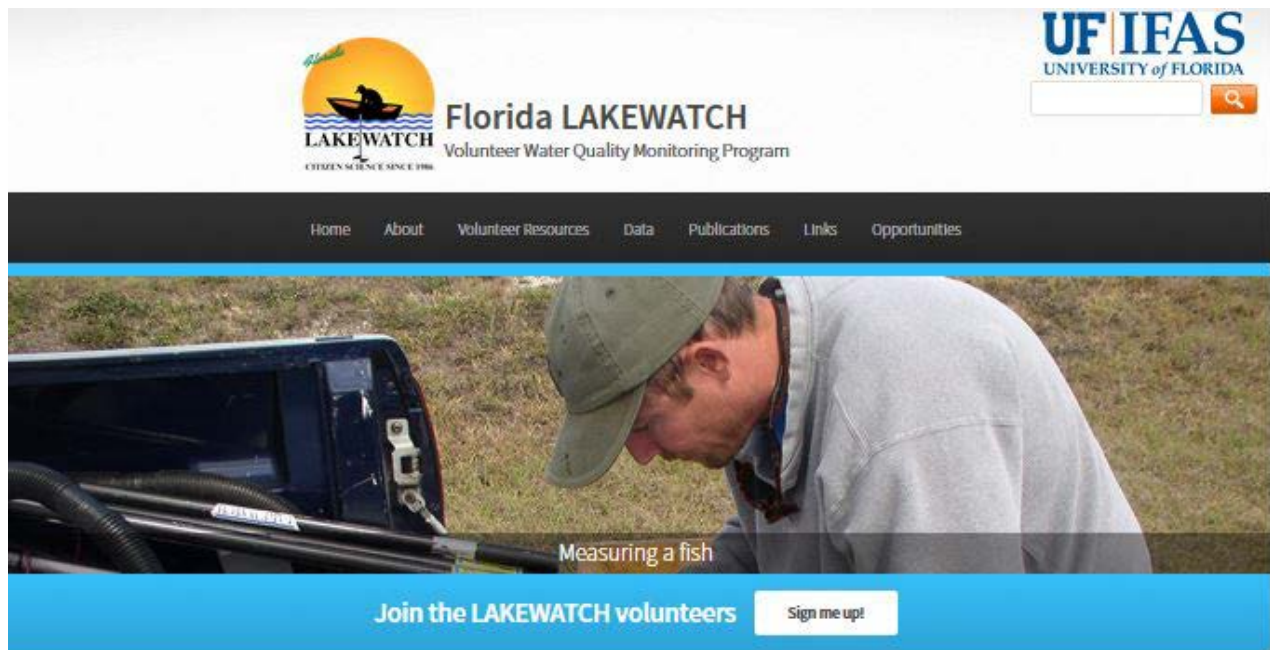 UF IFAS
UNIVERSITY of FLORIDA
Florida
LAKEWATCH
CITIZEN SCIENCE SINCE 1986
Florida LAKEWATCH
Volunteer Water Quality Monitoring Program
Home About Volunteer Resources Data Publications Links Opportunities
Measuring a fish
Join the LAKEWATCH volunteers Sign me up!